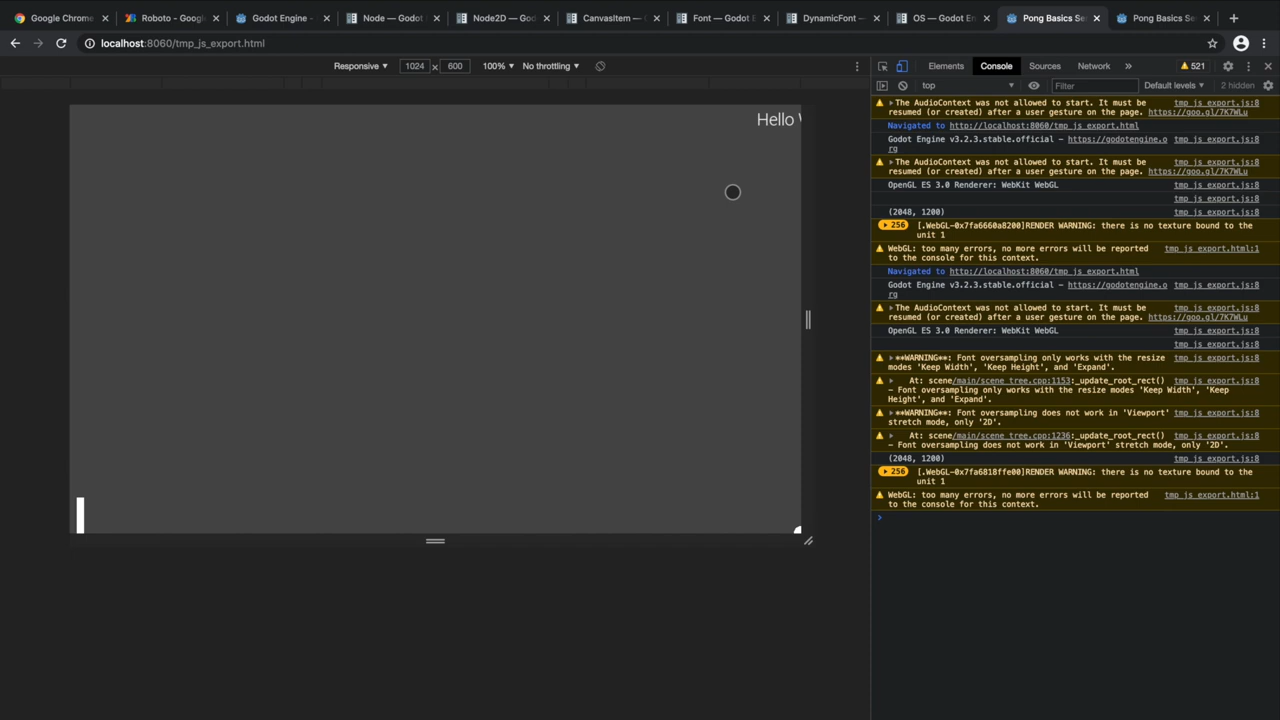 Google Chrome
Roboto - Google
Godot Engine -
Node — Godot
Node2D — God
CanvasItem —
Font — Godot E
DynamicFont —
OS — Godot En
Pong Basics Se
Pong Basics Se
localhost:8060/tmp_js_export.html
Responsive 1024 x 600 100% No throttling
Elements Console Sources Network » 521
top Filter Default levels 2 hidden
The AudioContext was not allowed to start. It must be tmp_js_export.js:8
resumed (or created) after a user gesture on the page. https://goo.gl/7K7WLu
Navigated to http://localhost:8060/tmp_js_export.html
Godot Engine v3.2.3.stable.official – https://godotengine.o tmp_js_export.js:8
rg
The AudioContext was not allowed to start. It must be tmp_js_export.js:8
resumed (or created) after a user gesture on the page. https://goo.gl/7K7WLu
OpenGL ES 3.0 Renderer: WebKit WebGL tmp_js_export.js:8
tmp_js_export.js:8
(2048, 1200) tmp_js_export.js:8
256 [.WebGL-0x7fa6660a8200]RENDER WARNING: there is no texture bound to the
unit 1
WebGL: too many errors, no more errors will be reported tmp_js_export.html:1
to the console for this context.
Navigated to http://localhost:8060/tmp_js_export.html
Godot Engine v3.2.3.stable.official – https://godotengine.o tmp_js_export.js:8
rg
The AudioContext was not allowed to start. It must be tmp_js_export.js:8
resumed (or created) after a user gesture on the page. https://goo.gl/7K7WLu
OpenGL ES 3.0 Renderer: WebKit WebGL tmp_js_export.js:8
tmp_js_export.js:8
**WARNING**: Font oversampling only works with the resize tmp_js_export.js:8
modes 'Keep Width', 'Keep Height', and 'Expand'.
At: scene/main/scene_tree.cpp:1153:_update_root_rect() tmp_js_export.js:8
– Font oversampling only works with the resize modes 'Keep Width', 'Keep
Height', and 'Expand'.
**WARNING**: Font oversampling does not work in 'Viewport' tmp_js_export.js:8
stretch mode, only '2D'.
At: scene/main/scene_tree.cpp:1236:_update_root_rect() tmp_js_export.js:8
– Font oversampling does not work in 'Viewport' stretch mode, only '2D'.
(2048, 1200) tmp_js_export.js:8
256 [.WebGL-0x7fa6818ffe00]RENDER WARNING: there is no texture bound to the
unit 1
WebGL: too many errors, no more errors will be reported tmp_js_export.html:1
to the console for this context.
Hello